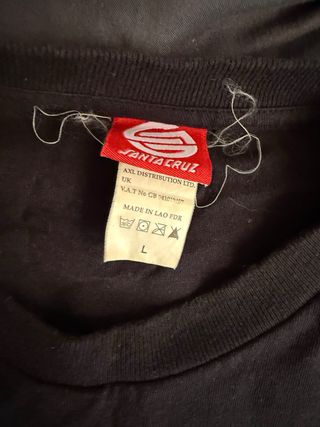 SANTA CRUZ
AXL DISTRIBUTION LTD.
UK
V.A.T No GB
MADE IN LAO PDR
L